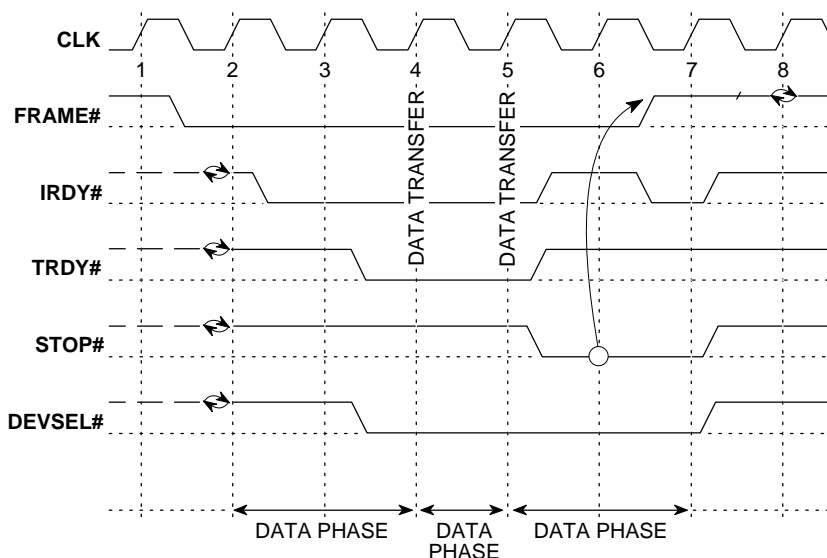 CLK
1 2 3 4 5 6 7 8
FRAME#
IRDY#
TRDY#
STOP#
DEVSEL#
DATA TRANSFER
DATA TRANSFER
DATA PHASE
DATA
PHASE
DATA PHASE